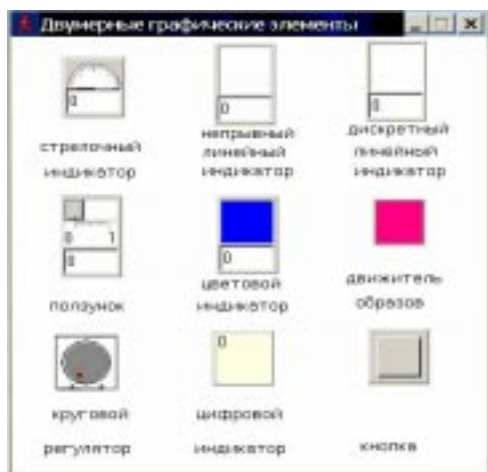 Двумерные графические элементы
0
0
0
стрелочный
индикатор
непрывный
линейный
индикатор
дискретный
линейный
индикатор
0 1
0
0
ползунок
цветовой
индикатор
движитель
образов
0
круговой
регулятор
цифровой
индикатор
кнопка